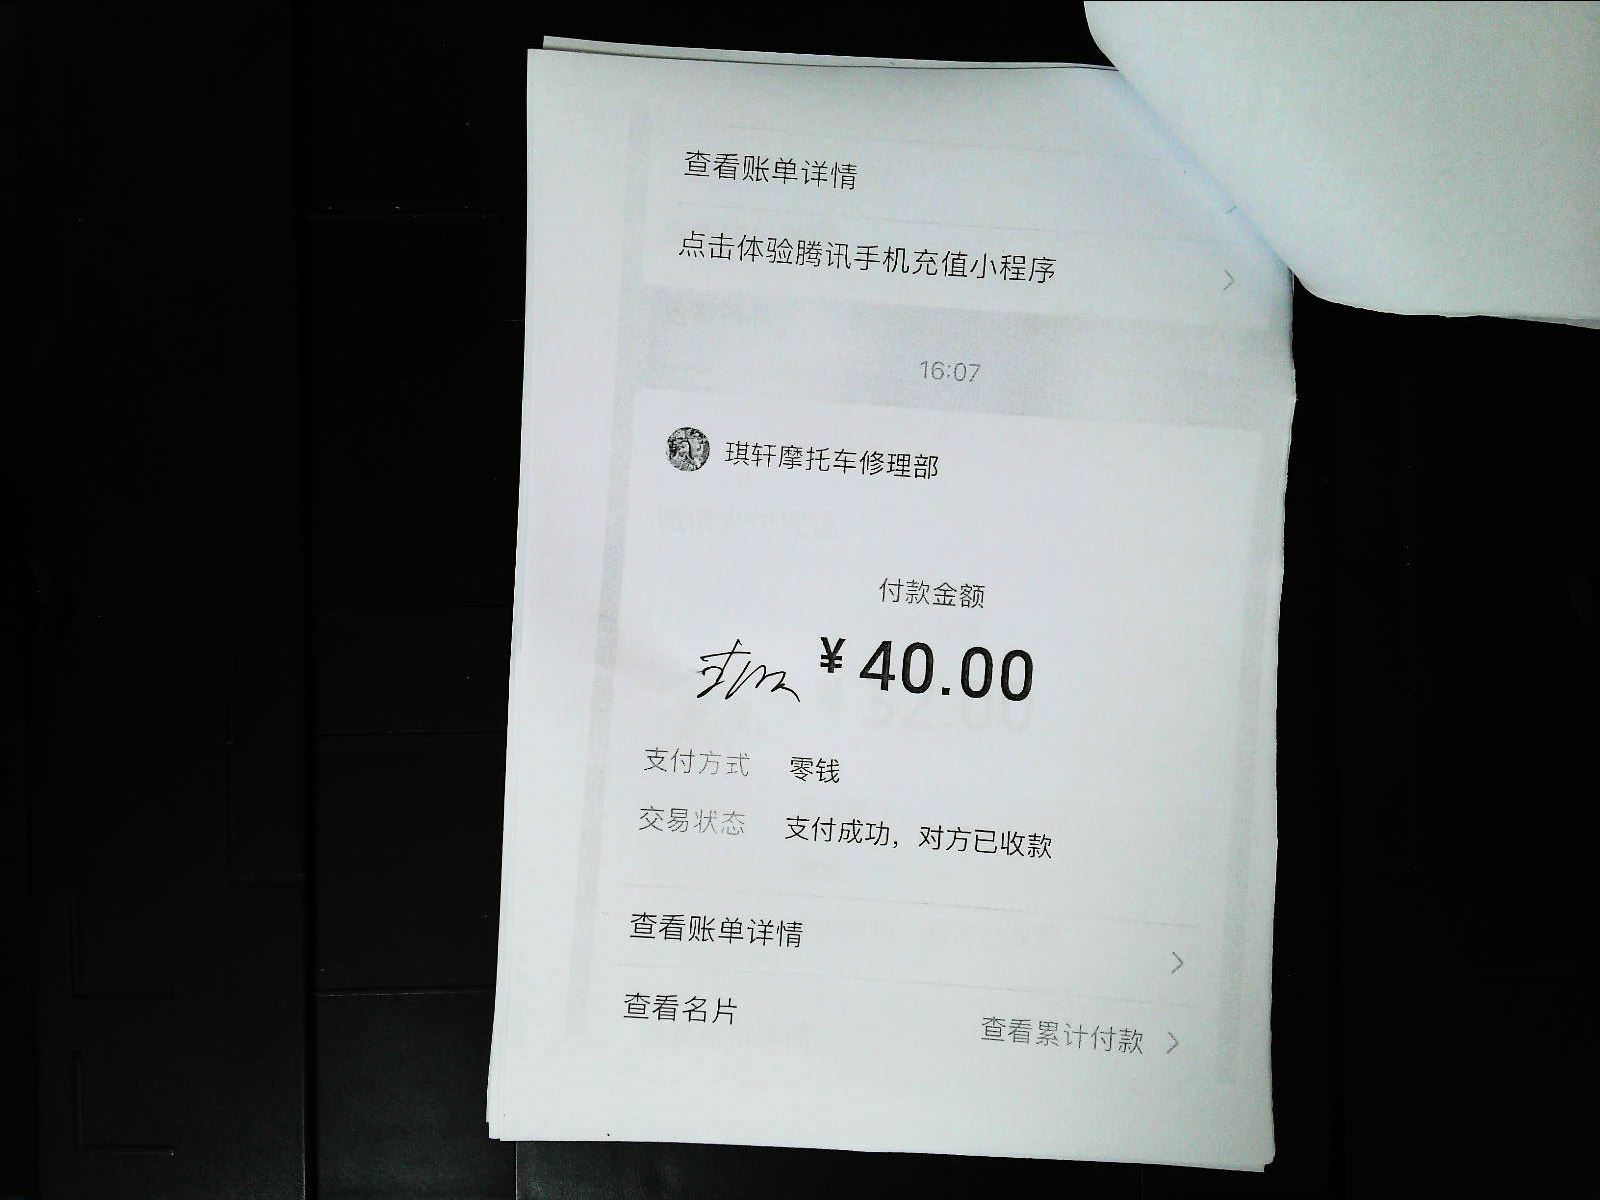 查看账单详情
点击体验腾讯手机充值小程序
16:07
琪轩摩托车修理部
付款金额
¥40.00
支付方式 零钱
交易状态 支付成功，对方已收款
查看账单详情
查看名片 查看累计付款